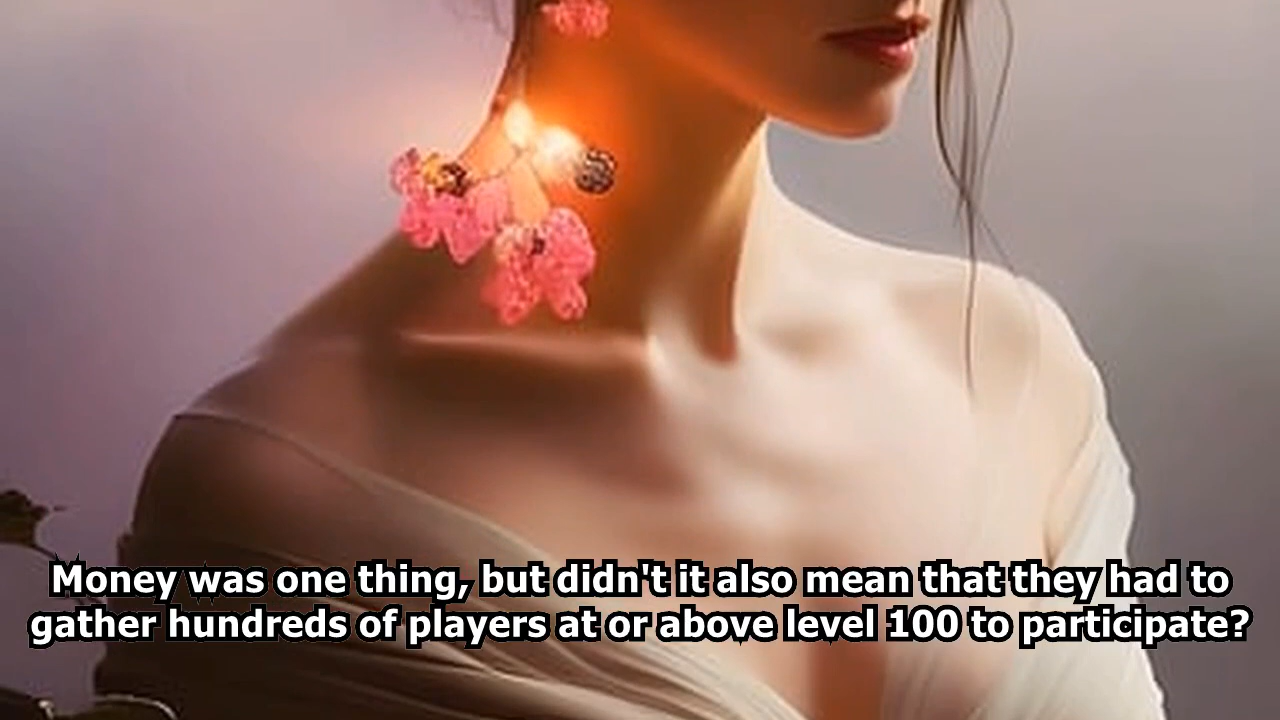 Money was one thing, but didn't it also mean that they had to
gather hundreds of players at or above level 100 to participate?